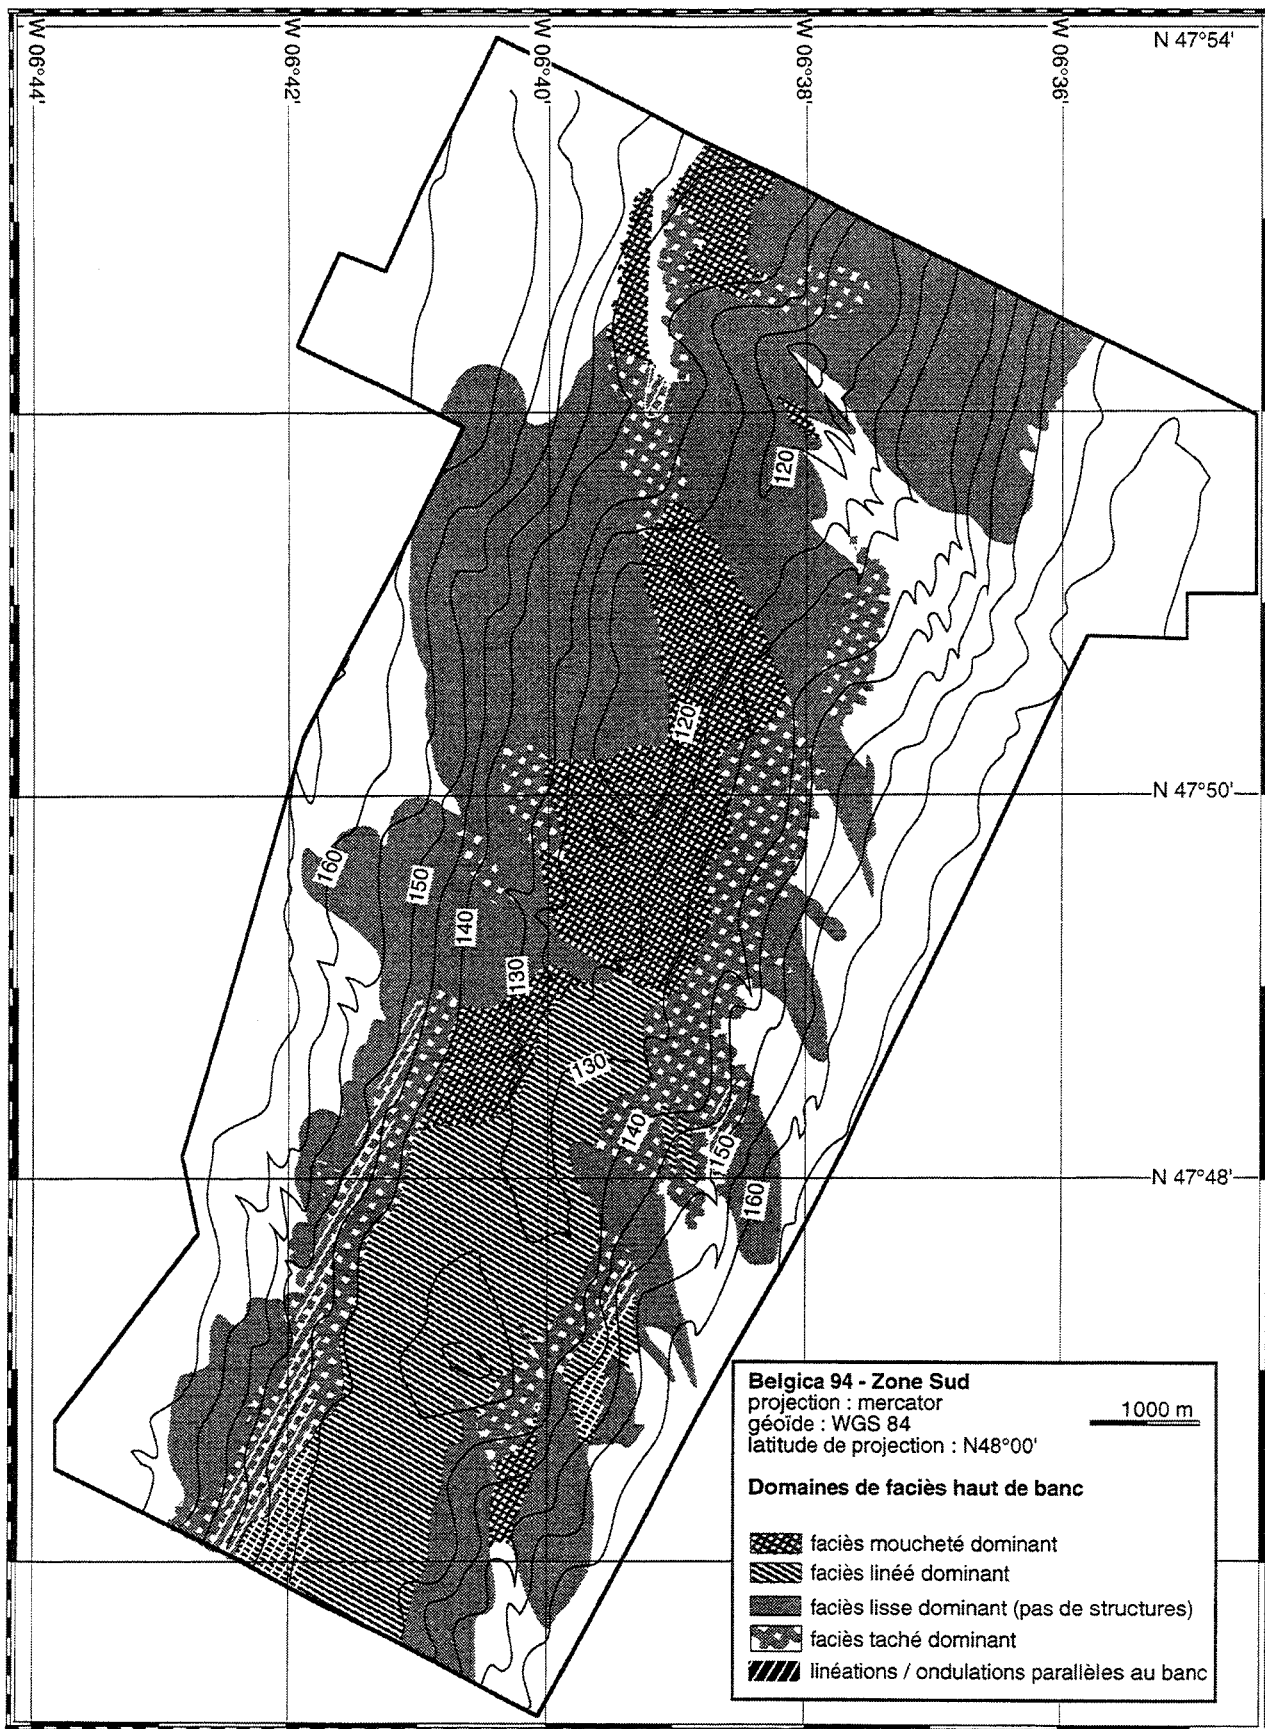 W 06°44'
W 06°42'
W 06°40'
W 06°38'
W 06°36'
N 47°54'
120
120
N 47°50'
160
150
140
130
130
140
150
N 47°48'
160
Belgica 94 - Zone Sud
projection : mercator
géoïde : WGS 84
latitude de projection : N48°00'
1000 m
Domaines de faciès haut de banc
faciès moucheté dominant
faciès linéé dominant
faciès lisse dominant (pas de structures)
faciès taché dominant
linéations / ondulations parallèles au banc